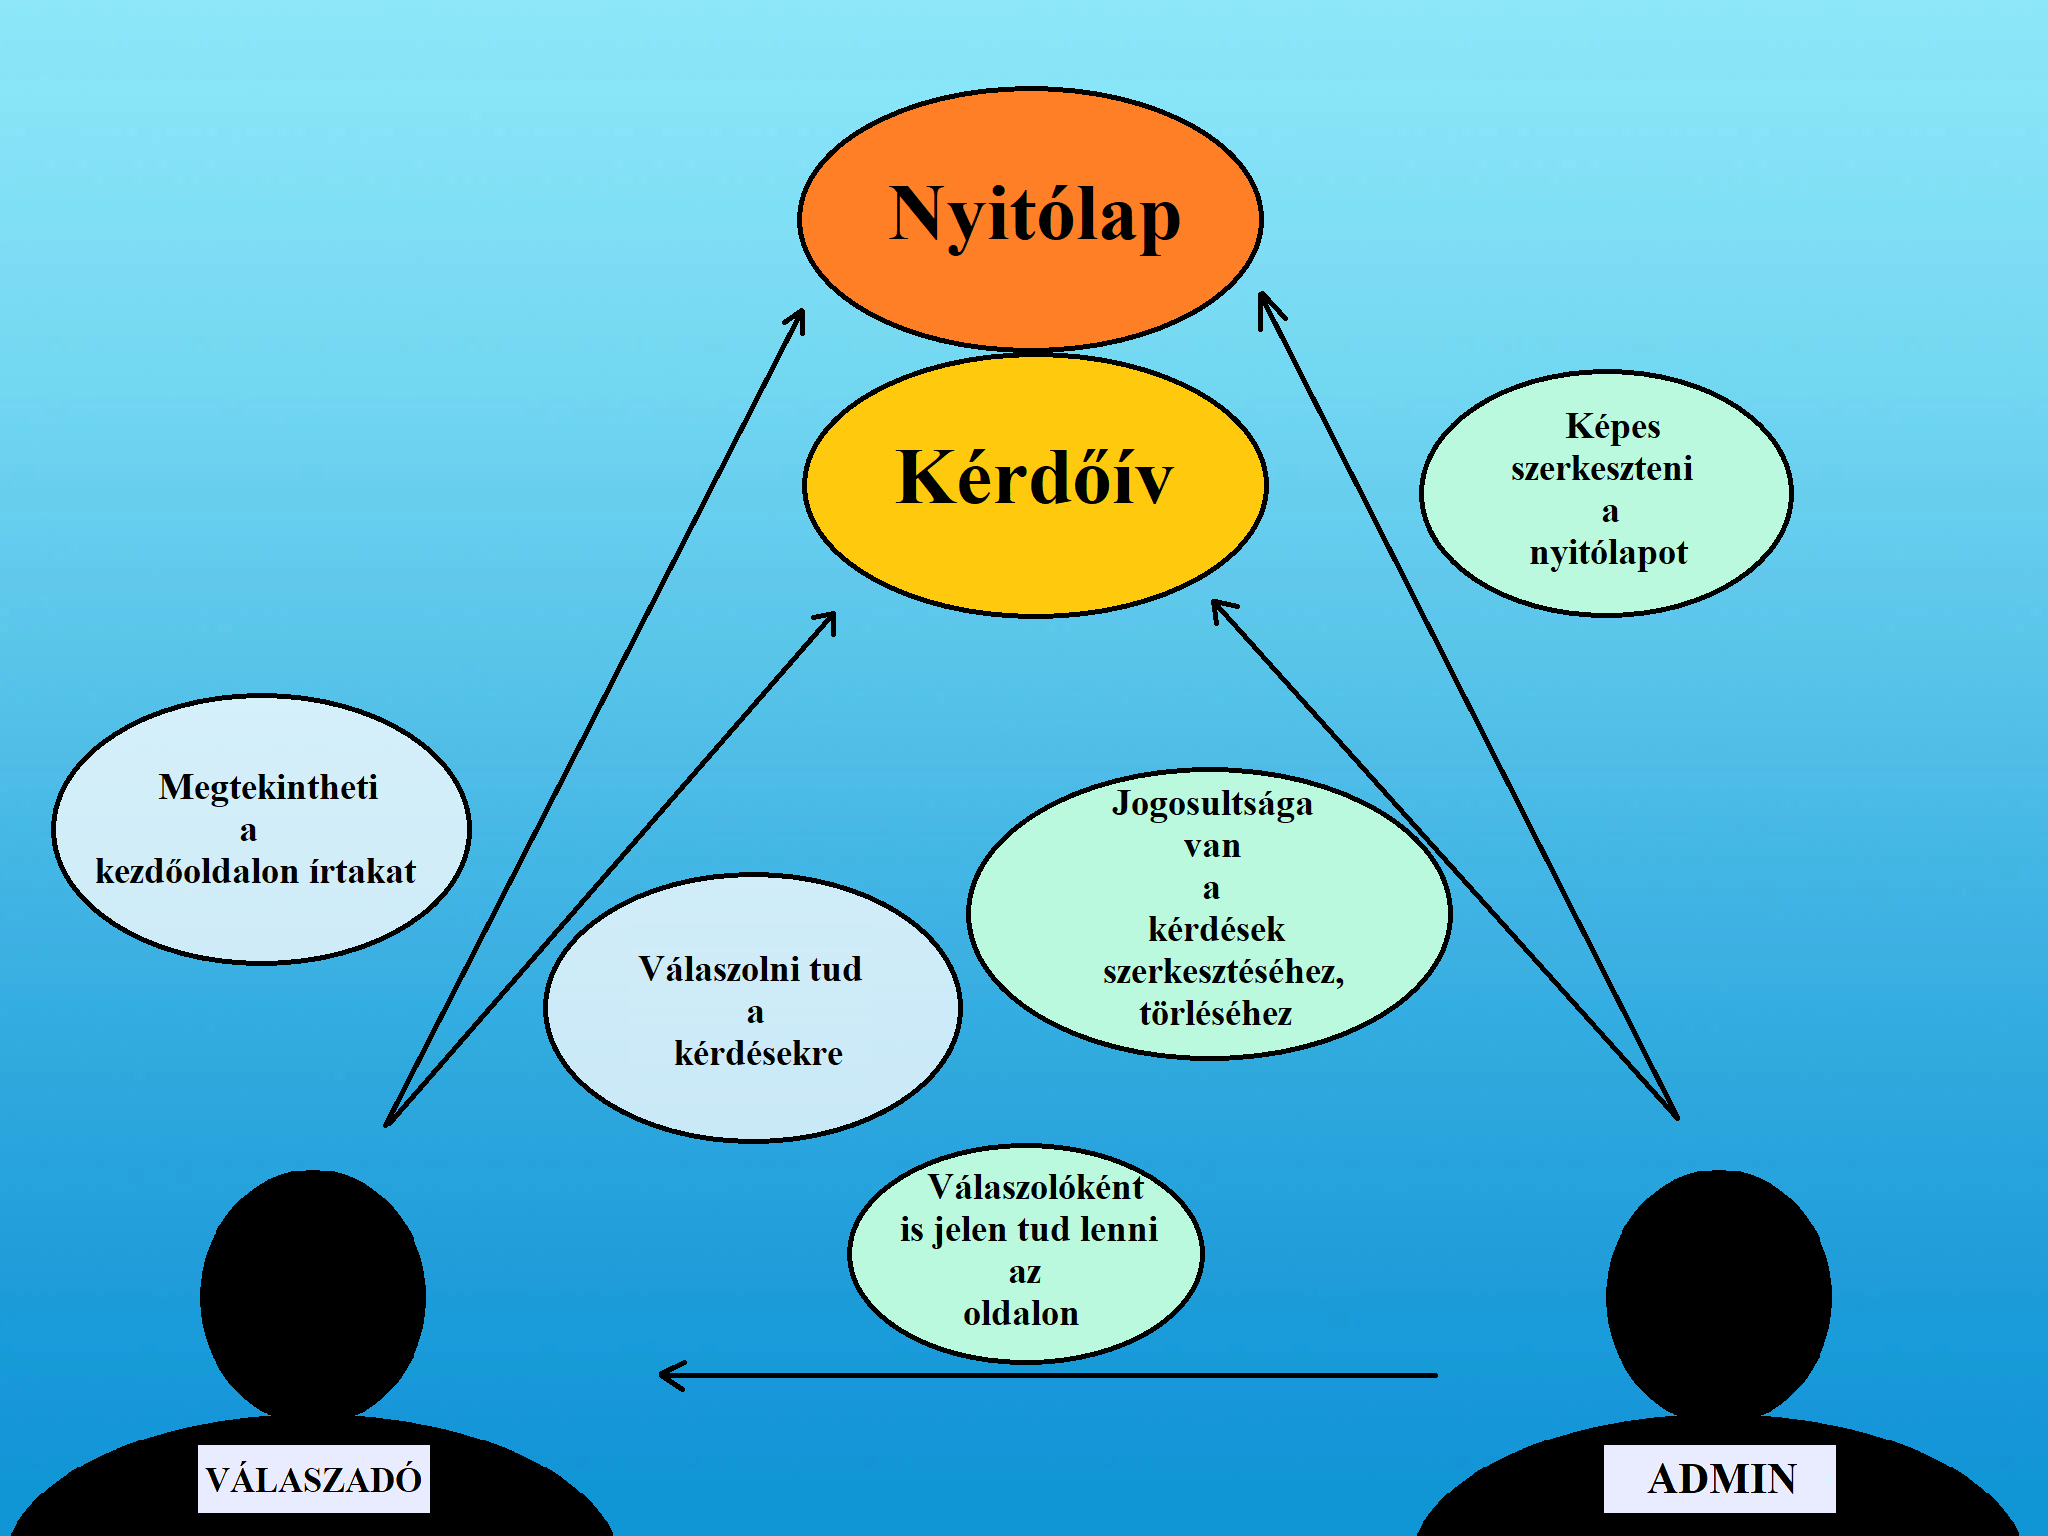 Nyitólap
Kérdőív
Képes
szerkeszteni
a
nyitólapot
Megtekintheti
a
kezdőoldalon írtakat
Válaszolni tud
a
kérdésekre
Jogosultsága
van
a
kérdések
szerkesztéséhez,
törléséhez
Válaszolóként
is jelen tud lenni
az
oldalon
VÁLASZADÓ
ADMIN